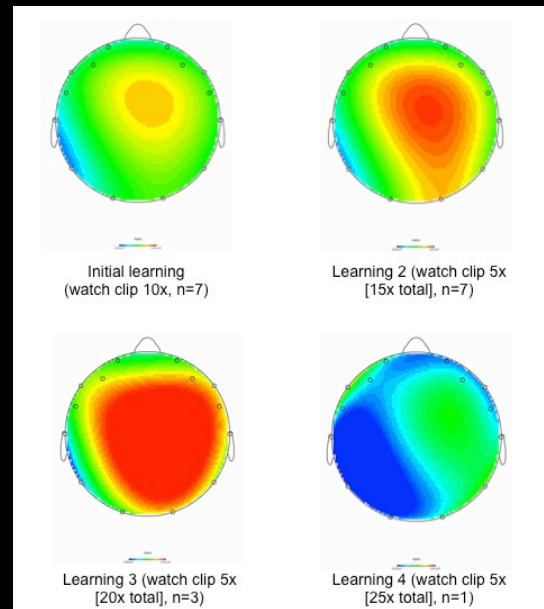 Initial learning
(watch clip 10x, n=7)
Learning 2 (watch clip 5x
[15x total], n=7)
Learning 3 (watch clip 5x
[20x total], n=3)
Learning 4 (watch clip 5x
[25x total], n=1)